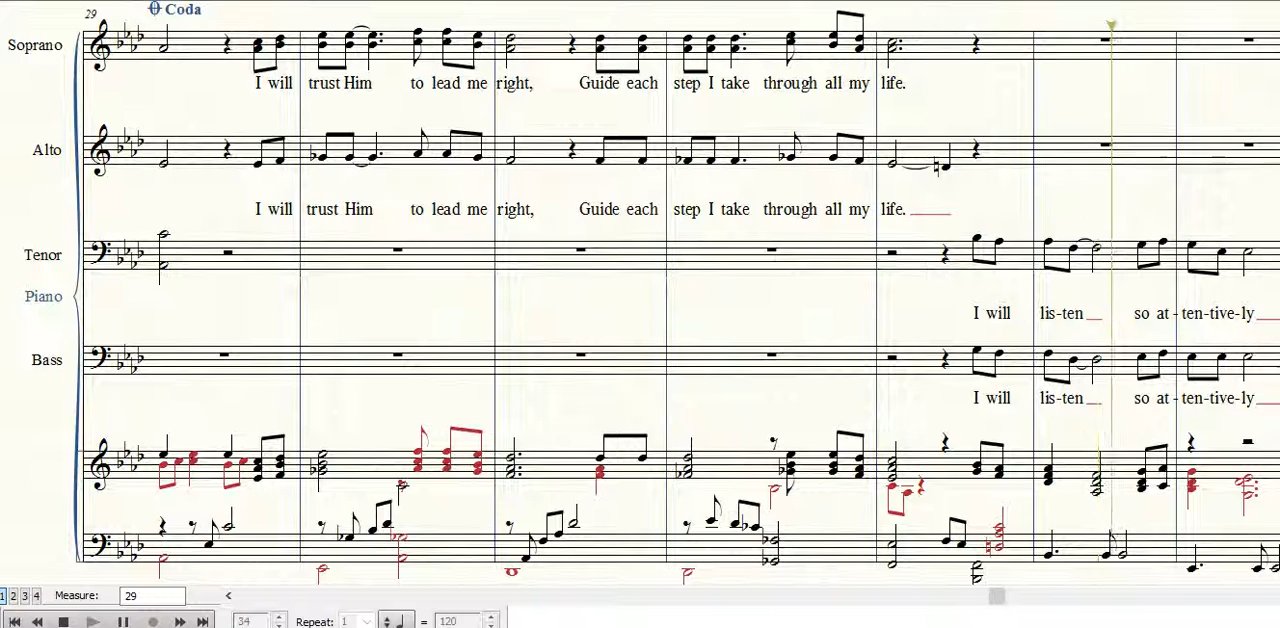 29
Coda
Soprano
I will trust Him to lead me right, Guide each step I take through all my life.
Alto
I will trust Him to lead me right, Guide each step I take through all my life.
Tenor
Piano
I will lis-ten so at-ten-tive-ly
Bass
I will lis-ten so at-ten-tive-ly
1 2 3 4 Measure: 29
34 Repeat: 1 = 120